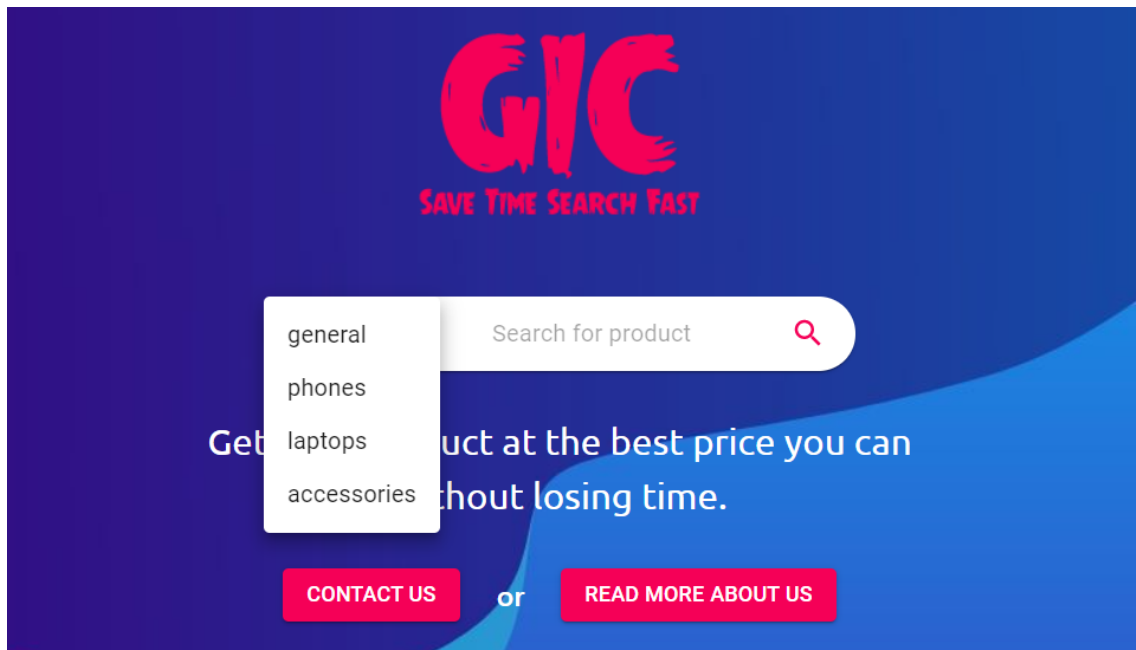 GIC
SAVE TIME SEARCH FAST
general
Search for product
phones
laptops
accessories
Get uct at the best price you can
thout losing time.
CONTACT US
or
READ MORE ABOUT US